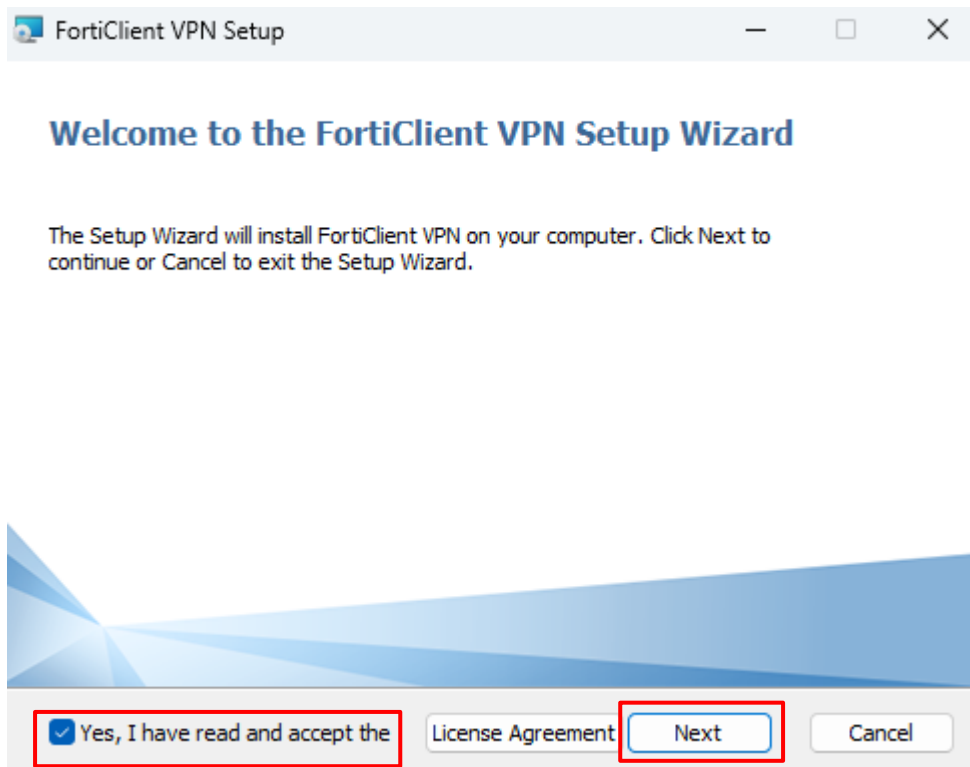 FortiClient VPN Setup
Welcome to the FortiClient VPN Setup Wizard
The Setup Wizard will install FortiClient VPN on your computer. Click Next to
continue or Cancel to exit the Setup Wizard.
Yes, I have read and accept the License Agreement Next Cancel